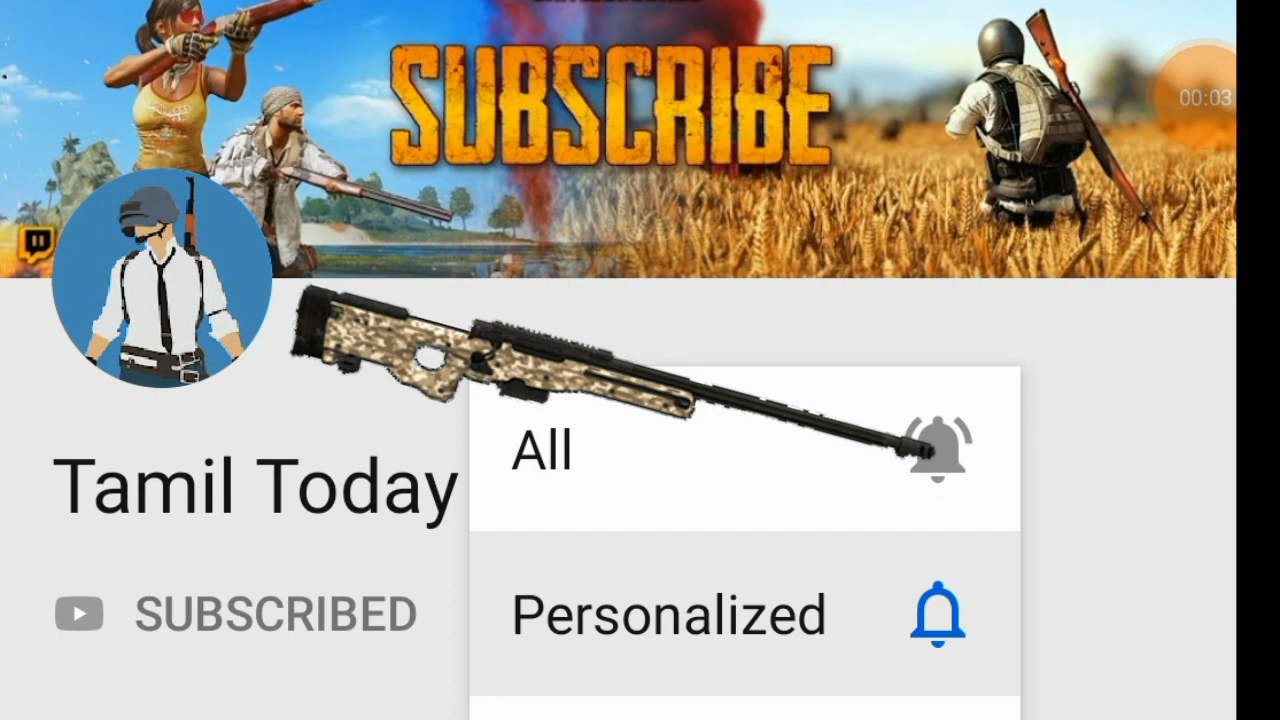 SUBSCRIBE
00:03
All
Tamil Today
SUBSCRIBED
Personalized